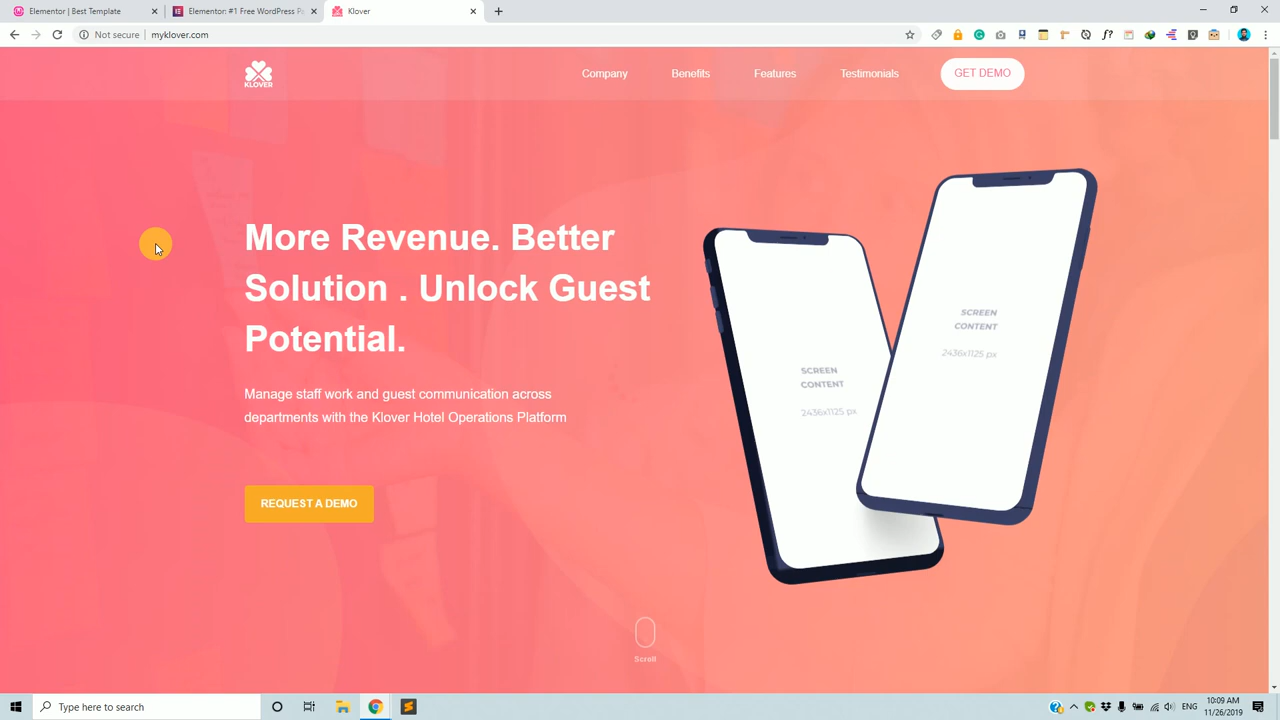 Elementor | Best Template
Elementor: #1 Free WordPress Pa
Klover
Not secure | myklover.com
KLOVER
Company
Benefits
Features
Testimonials
GET DEMO
More Revenue. Better
Solution . Unlock Guest
Potential.
Manage staff work and guest communication across
departments with the Klover Hotel Operations Platform
REQUEST A DEMO
SCREEN
CONTENT
2436x1125 px
SCREEN
CONTENT
2436x1125 px
Scroll
Type here to search
ENG
10:09 AM
11/26/2019